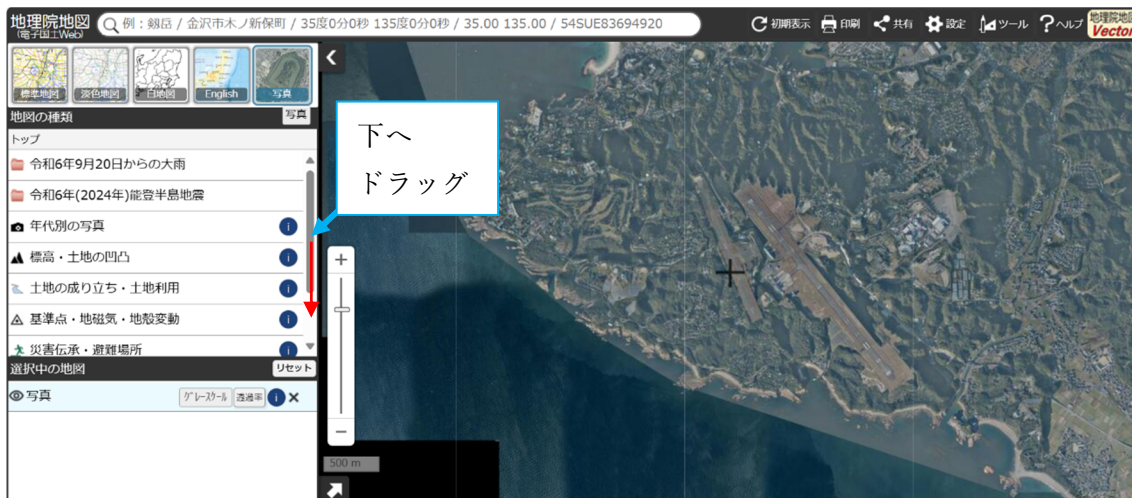 地理院地図
(電子国土Web)
例：剱岳 / 金沢市木ノ新保町 / 35度0分0秒 135度0分0秒 / 35.00 135.00 / 54SUE83694920
初期表示
印刷
共有
設定
ツール
ヘルプ
地理院地図
Vector
標準地図
淡色地図
白地図
English
写真
地図の種類
写真
トップ
令和6年9月20日からの大雨
令和6年(2024年)能登半島地震
年代別の写真
標高・土地の凹凸
土地の成り立ち・土地利用
基準点・地磁気・地殻変動
災害伝承・避難場所
選択中の地図
リセット
写真
グレースケール
透過率
下へ
ドラッグ
500 m